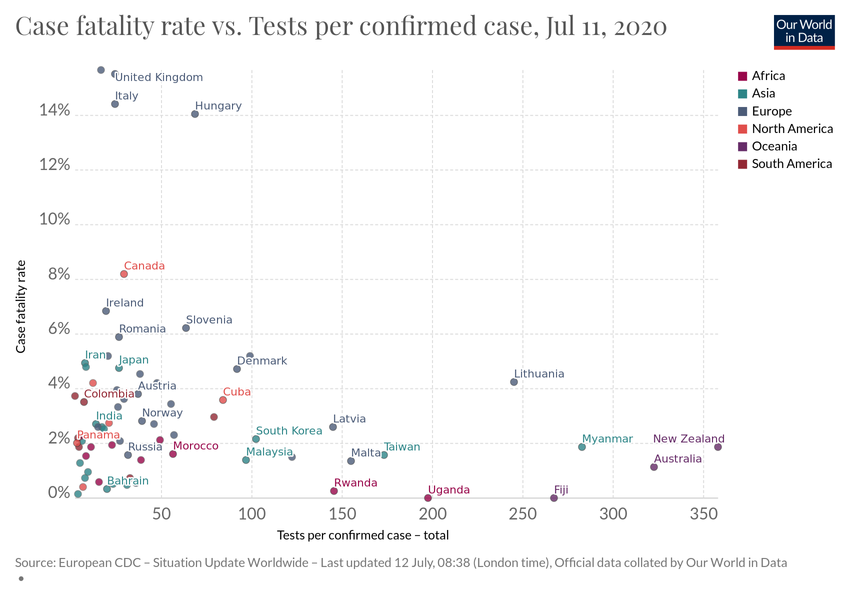 Case fatality rate vs. Tests per confirmed case, Jul 11, 2020
Our World
in Data
Africa
Asia
Europe
North America
Oceania
South America
Case fatality rate
14%
12%
10%
8%
6%
4%
2%
0%
United Kingdom
Italy
Hungary
Canada
Ireland
Slovenia
Romania
Iran
Japan
Denmark
Lithuania
Austria
Colombia
Cuba
India
Norway
Latvia
Panama
South Korea
Myanmar
New Zealand
Russia
Morocco
Malaysia
Malta
Taiwan
Australia
Bahrain
Rwanda
Uganda
Fiji
50
100
150
200
250
300
350
Tests per confirmed case – total
Source: European CDC – Situation Update Worldwide – Last updated 12 July, 08:38 (London time), Official data collated by Our World in Data
•